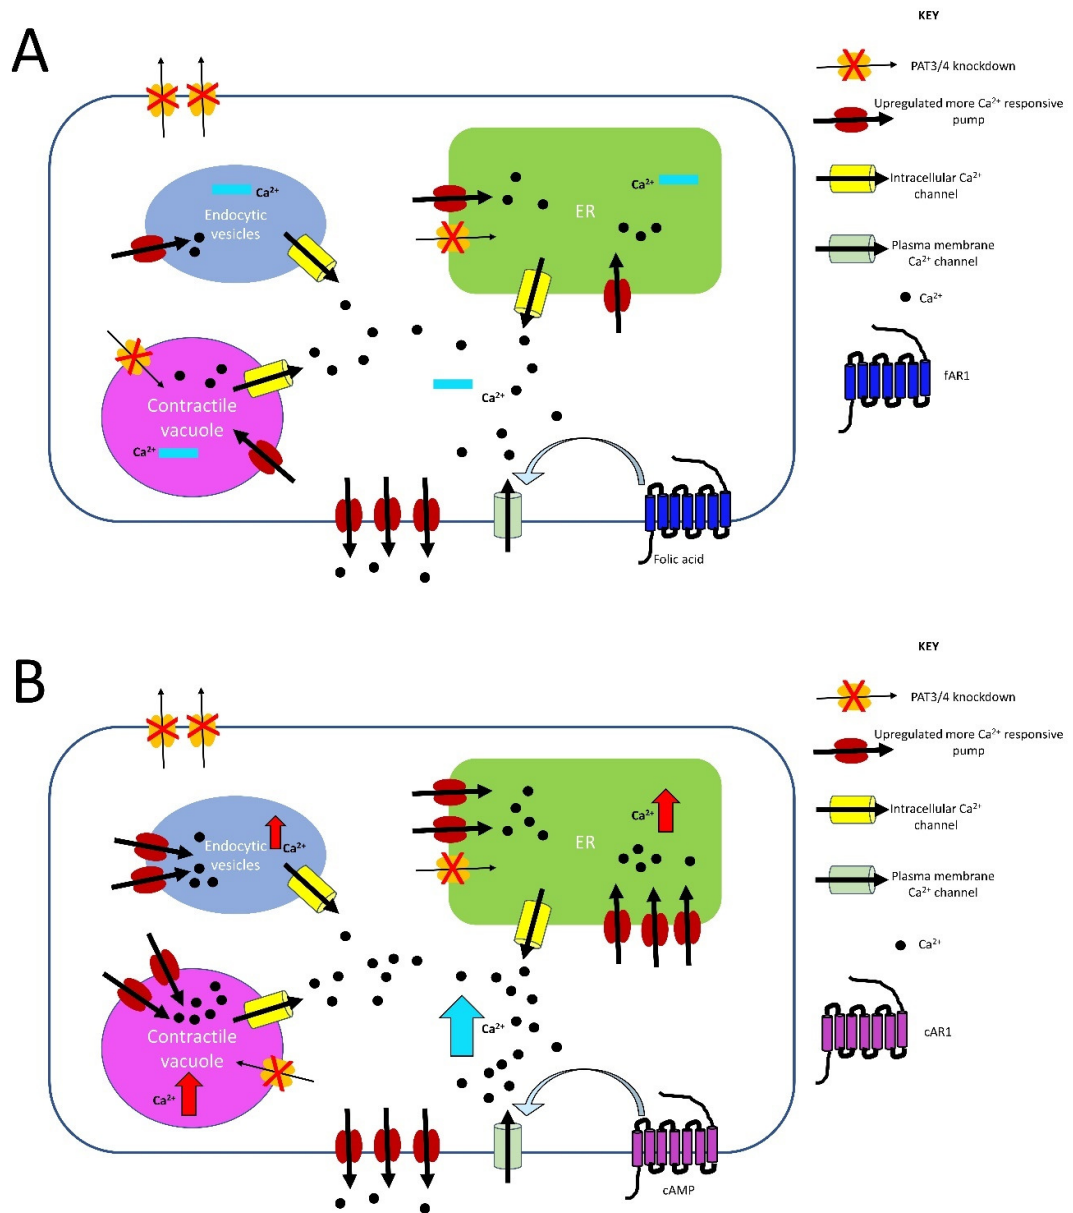 A
KEY
PAT3/4 knockdown
Upregulated more Ca²⁺ responsive
pump
Intracellular Ca²⁺
channel
Plasma membrane
Ca²⁺ channel
Ca²⁺
fAR1
Ca²⁺
Endocytic
vesicles
Ca²⁺
ER
Contractile
vacuole
Ca²⁺
Ca²⁺
Folic acid
B
KEY
PAT3/4 knockdown
Upregulated more Ca²⁺ responsive
pump
Intracellular Ca²⁺
channel
Plasma membrane
Ca²⁺ channel
Ca²⁺
cAR1
Endocytic
vesicles
Ca²⁺
Ca²⁺
ER
Contractile
vacuole
Ca²⁺
Ca²⁺
cAMP